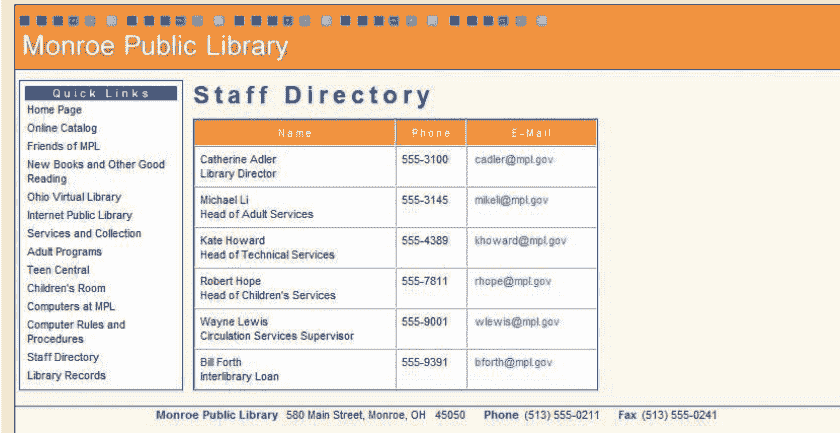 Monroe Public Library
Quick Links
Home Page
Online Catalog
Friends of MPL
New Books and Other Good
Reading
Ohio Virtual Library
Internet Public Library
Services and Collection
Adult Programs
Teen Central
Children's Room
Computers at MPL
Computer Rules and
Procedures
Staff Directory
Library Records
Staff Directory
Name Phone E-Mail
Catherine Adler 555-3100 cadler@mpl.gov
Library Director
Michael Li 555-3145 mikeli@mpl.gov
Head of Adult Services
Kate Howard 555-4389 khoward@mpl.gov
Head of Technical Services
Robert Hope 555-7811 rhope@mpl.gov
Head of Children's Services
Wayne Lewis 555-9001 wlewis@mpl.gov
Circulation Services Supervisor
Bill Forth 555-9391 bforth@mpl.gov
Interlibrary Loan
Monroe Public Library 580 Main Street, Monroe, OH 45050 Phone (513) 555-0211 Fax (513) 555-0241